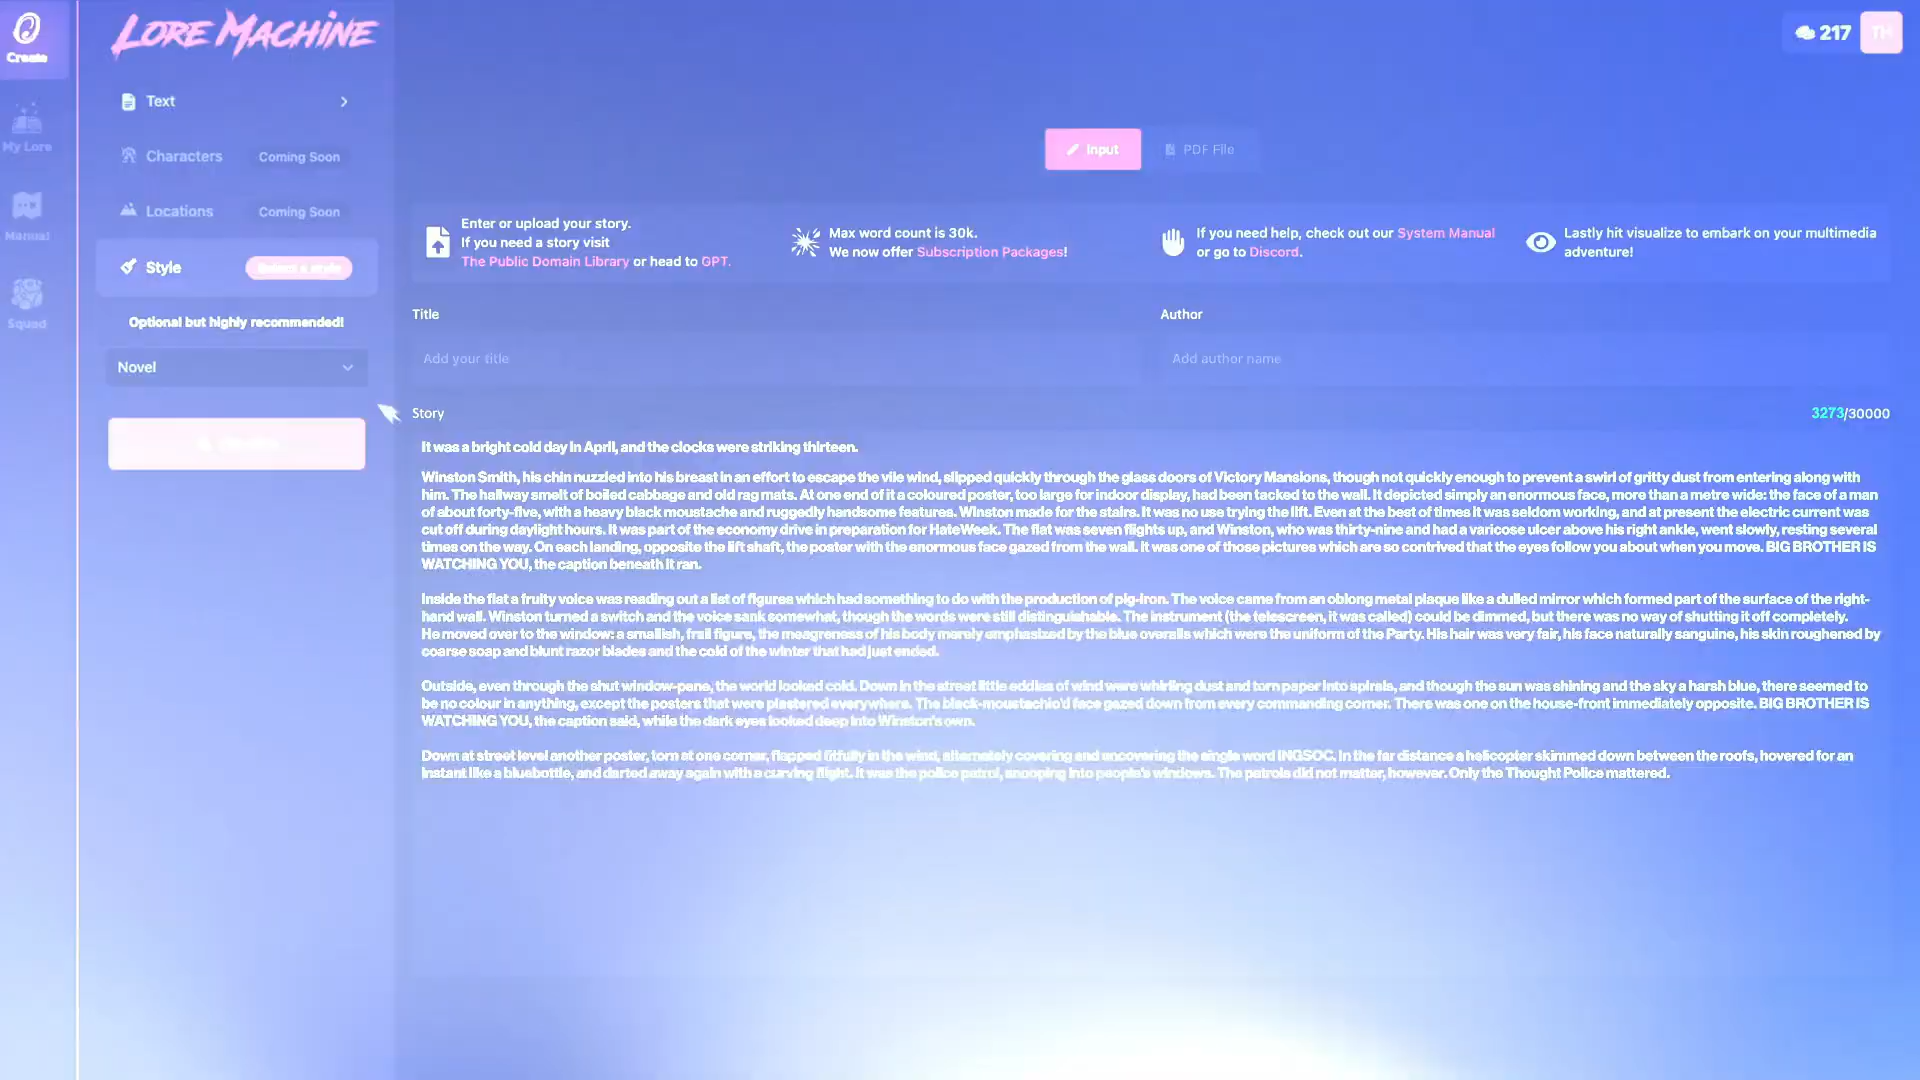 Create
My Lore
Manual
Squad
LORE MACHINE
Text
Characters Coming Soon
Locations Coming Soon
Style Select a style
Optional but highly recommended!
Novel
217 TH
Input PDF File
Enter or upload your story.
If you need a story visit
The Public Domain Library or head to GPT.
Max word count is 30k.
We now offer Subscription Packages!
If you need help, check out our System Manual
or go to Discord.
Lastly hit visualize to embark on your multimedia
adventure!
Title
Add your title
Author
Add author name
Story
3273/30000
It was a bright cold day in April, and the clocks were striking thirteen.
Winston Smith, his chin nuzzled into his breast in an effort to escape the vile wind, slipped quickly through the glass doors of Victory Mansions, though not quickly enough to prevent a swirl of gritty dust from entering along with
him. The hallway smelt of boiled cabbage and old rag mats. At one end of it a coloured poster, too large for indoor display, had been tacked to the wall. It depicted simply an enormous face, more than a metre wide: the face of a man
of about forty-five, with a heavy black moustache and ruggedly handsome features. Winston made for the stairs. It was no use trying the lift. Even at the best of times it was seldom working, and at present the electric current was
cut off during daylight hours. It was part of the economy drive in preparation for HateWeek. The flat was seven flights up, and Winston, who was thirty-nine and had a varicose ulcer above his right ankle, went slowly, resting several
times on the way. On each landing, opposite the lift shaft, the poster with the enormous face gazed from the wall. It was one of those pictures which are so contrived that the eyes follow you about when you move. BIG BROTHER IS
WATCHING YOU, the caption beneath it ran.
Inside the flat a fruity voice was reading out a list of figures which had something to do with the production of pig-iron. The voice came from an oblong metal plaque like a dulled mirror which formed part of the surface of the right-
hand wall. Winston turned a switch and the voice sank somewhat, though the words were still distinguishable. The instrument (the telescreen, it was called) could be dimmed, but there was no way of shutting it off completely.
He moved over to the window: a smallish, frail figure, the meagreness of his body merely emphasized by the blue overalls which were the uniform of the Party. His hair was very fair, his face naturally sanguine, his skin roughened by
coarse soap and blunt razor blades and the cold of the winter that had just ended.
Outside, even through the shut window-pane, the world looked cold. Down in the street little eddies of wind were whirling dust and torn paper into spirals, and though the sun was shining and the sky a harsh blue, there seemed to
be no colour in anything, except the posters that were plastered everywhere. The black-moustachio'd face gazed down from every commanding corner. There was one on the house-front immediately opposite. BIG BROTHER IS
WATCHING YOU, the caption said, while the dark eyes looked deep into Winston's own.
Down at street level another poster, torn at one corner, flapped fitfully in the wind, alternately covering and uncovering the single word INGSOC. In the far distance a helicopter skimmed down between the roofs, hovered for an
instant like a bluebottle, and darted away again with a curving flight. It was the police patrol, snooping into people's windows. The patrols did not matter, however. Only the Thought Police mattered.